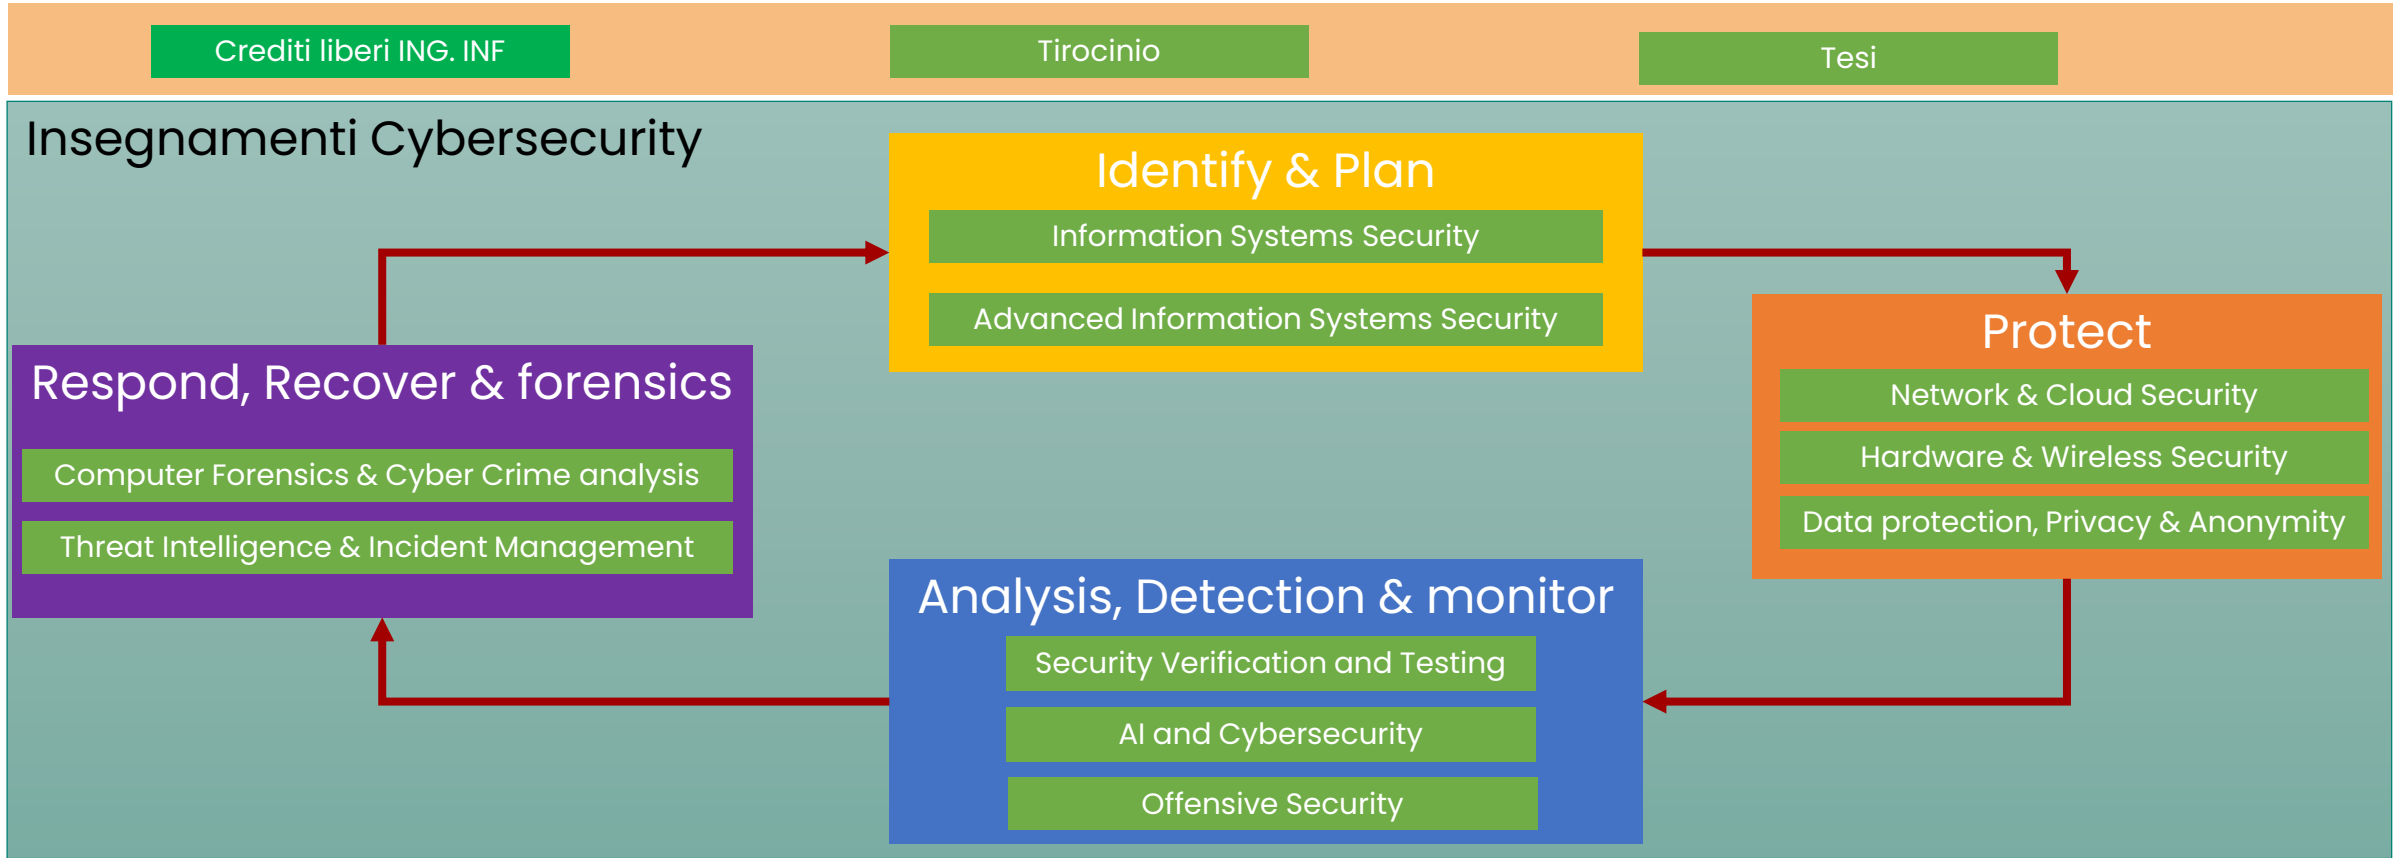 Crediti liberi ING. INF
Tirocinio
Tesi
Insegnamenti Cybersecurity
Identify & Plan
Information Systems Security
Advanced Information Systems Security
Protect
Network & Cloud Security
Hardware & Wireless Security
Data protection, Privacy & Anonymity
Analysis, Detection & monitor
Security Verification and Testing
AI and Cybersecurity
Offensive Security
Respond, Recover & forensics
Computer Forensics & Cyber Crime analysis
Threat Intelligence & Incident Management